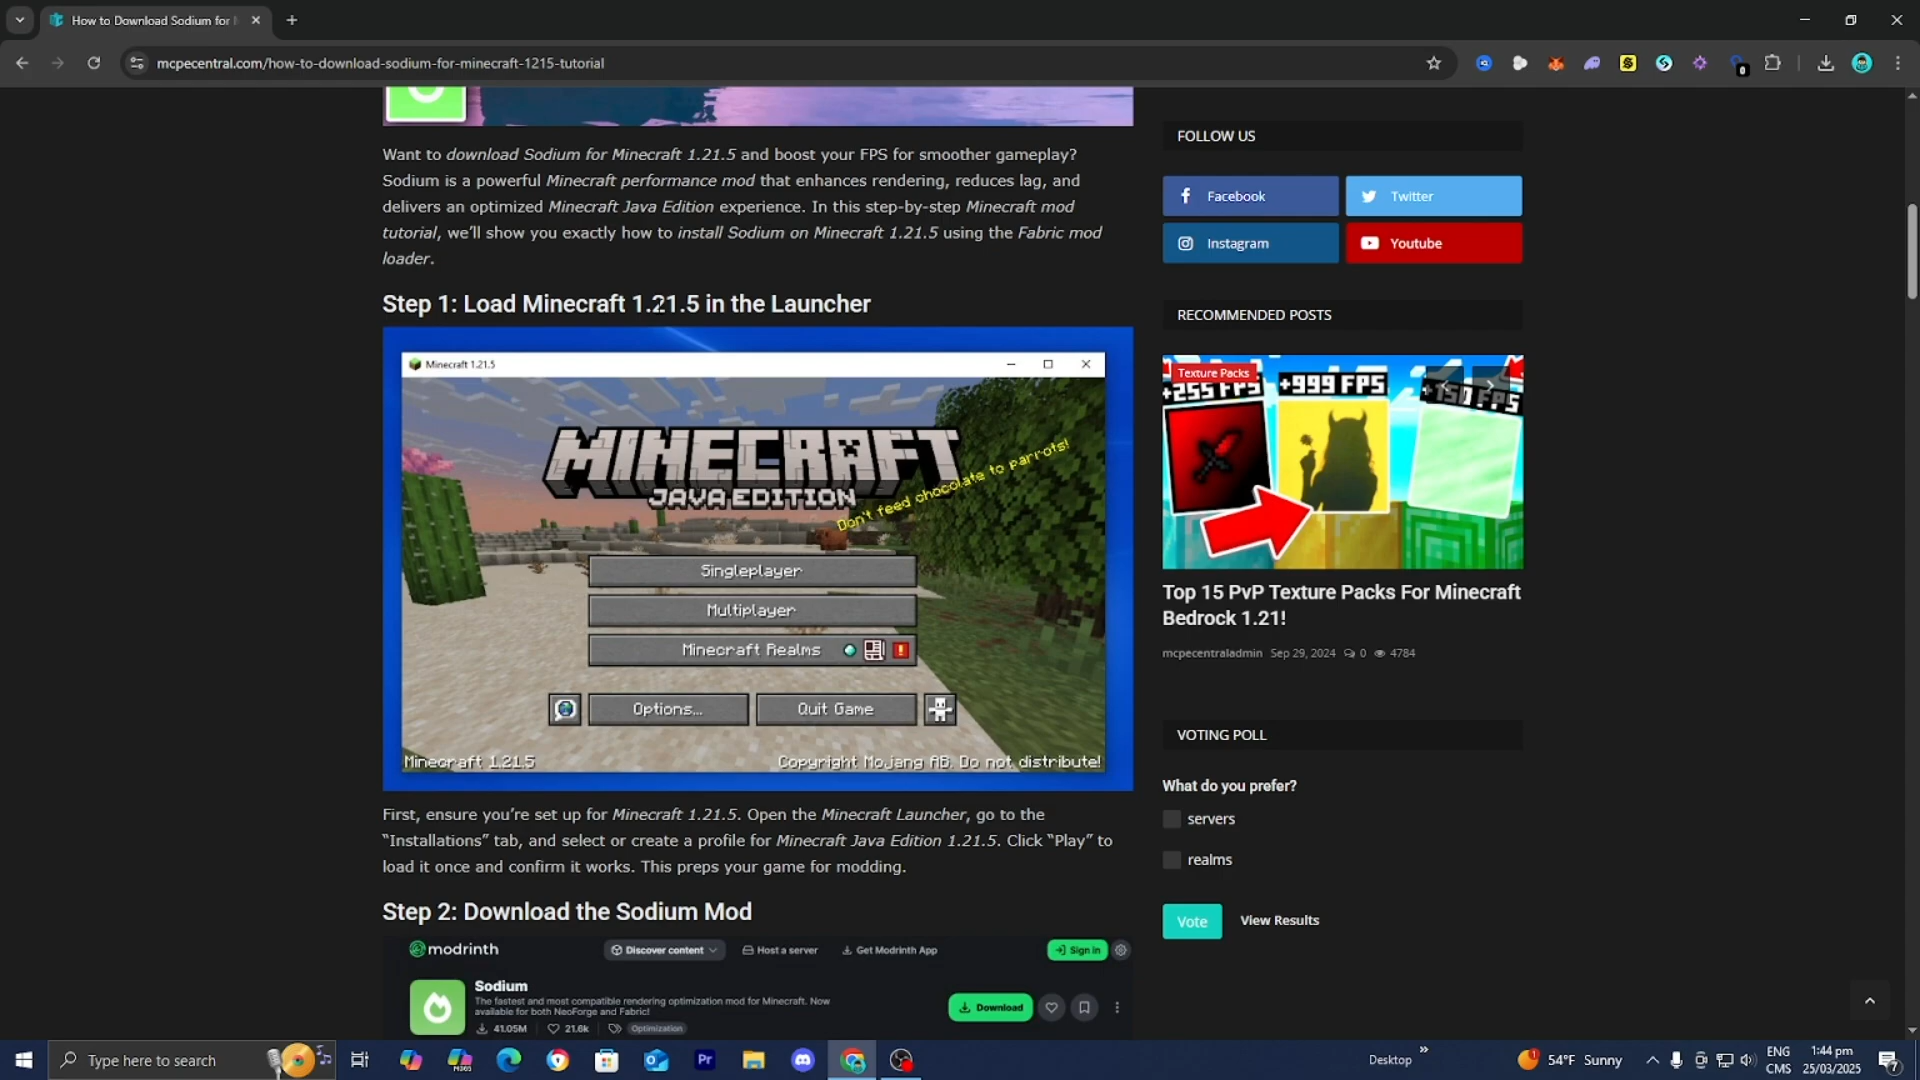 How to Download Sodium for
mcpecentral.com/how-to-download-sodium-for-minecraft-1215-tutorial
0
Want to download Sodium for Minecraft 1.21.5 and boost your FPS for smoother gameplay?
Sodium is a powerful Minecraft performance mod that enhances rendering, reduces lag, and
delivers an optimized Minecraft Java Edition experience. In this step-by-step Minecraft mod
tutorial, we’ll show you exactly how to install Sodium on Minecraft 1.21.5 using the Fabric mod
loader.
Step 1: Load Minecraft 1.21.5 in the Launcher
Minecraft 1.21.5
MINECRAFT
JAVA EDITION
Don't feed chocolate to parrots!
Singleplayer
Multiplayer
Minecraft Realms
Options...
Quit Game
Minecraft 1.21.5
Copyright Mojang AB. Do not distribute!
First, ensure you’re set up for Minecraft 1.21.5. Open the Minecraft Launcher, go to the
“Installations” tab, and select or create a profile for Minecraft Java Edition 1.21.5. Click “Play” to
load it once and confirm it works. This preps your game for modding.
Step 2: Download the Sodium Mod
modrinth
Discover content
Host a server
Get Modrinth App
Sign in
Sodium
The fastest and most compatible rendering optimization mod for Minecraft. Now
available for both NeoForge and Fabric!
41.05M
21.6k
Optimization
Download
FOLLOW US
Facebook
Twitter
Instagram
Youtube
RECOMMENDED POSTS
Texture Packs
+255 FPS
+999 FPS
+150 FPS
Top 15 PvP Texture Packs For Minecraft
Bedrock 1.21!
mcpecentraladmin Sep 29, 2024 0 4784
VOTING POLL
What do you prefer?
servers
realms
Vote
View Results
Type here to search
M365
Pr
Desktop
54°F Sunny
ENG
CMS
1:44 pm
25/03/2025
7